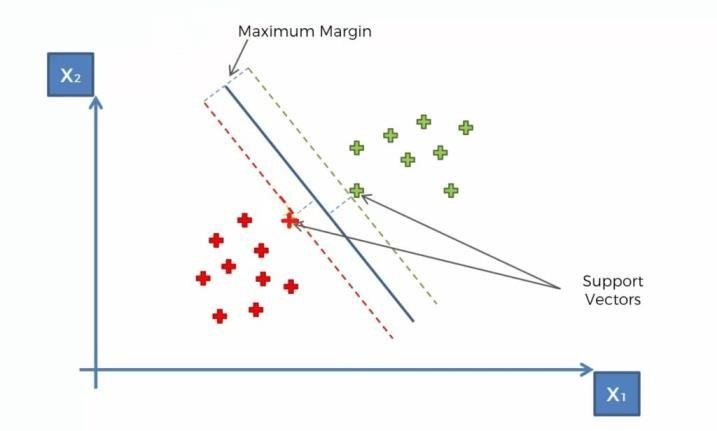 Maximum Margin
X₂
Support
Vectors
X₁